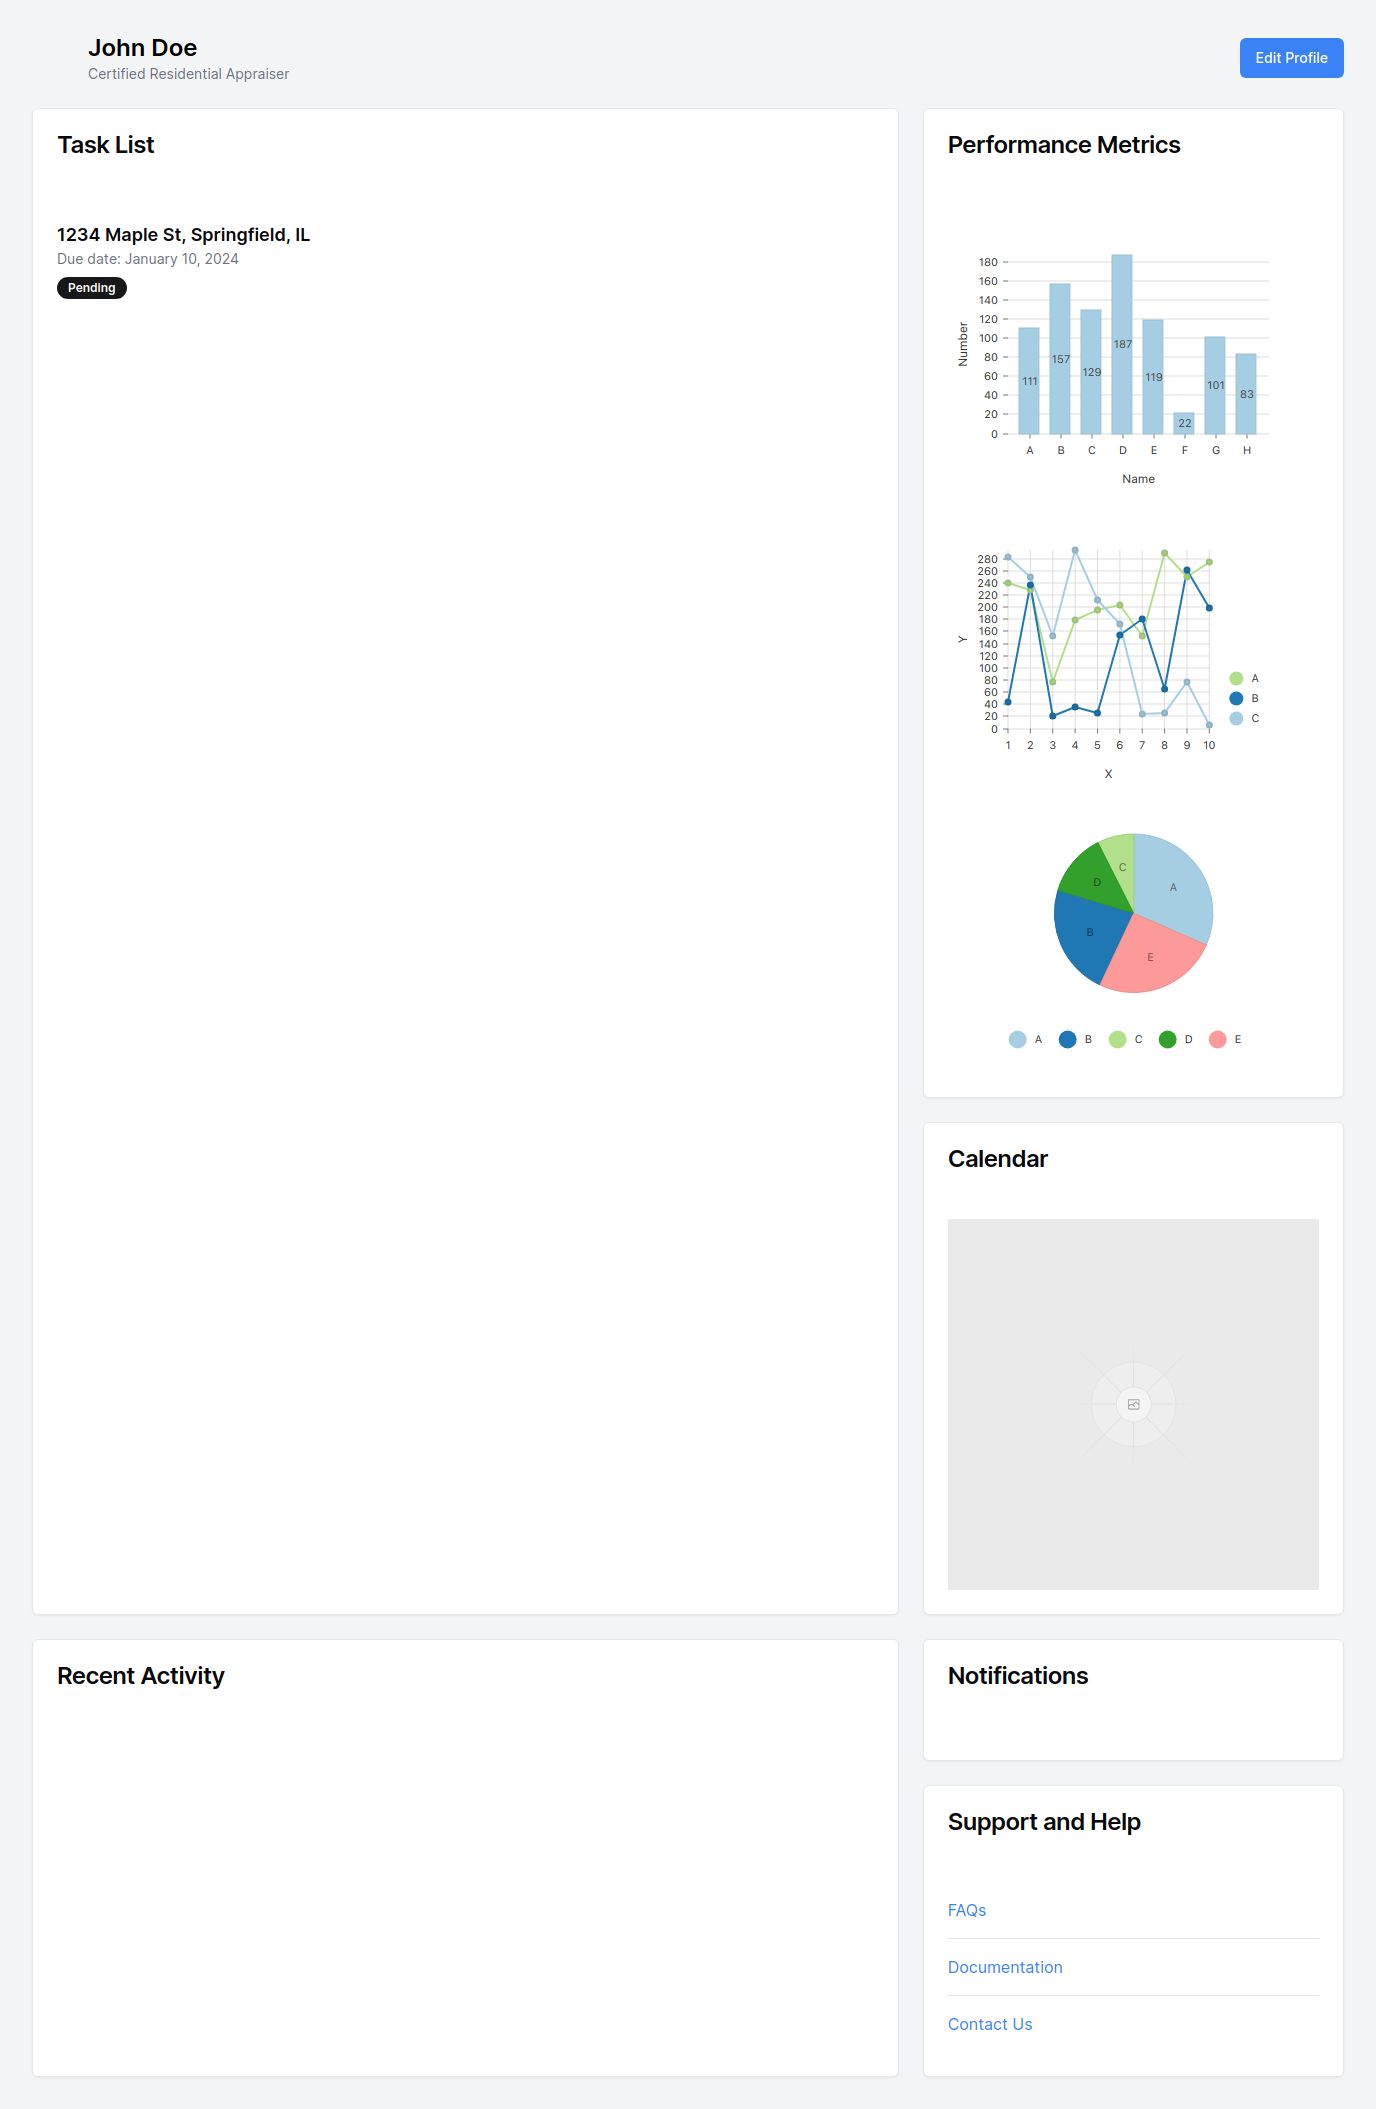 John Doe
Certified Residential Appraiser
Edit Profile
Task List
1234 Maple St, Springfield, IL
Due date: January 10, 2024
Pending
Performance Metrics
180
160
140
120
100
80
60
40
20
0
Number
111
157
129
187
119
22
101
83
A B C D E F G H
Name
280
260
240
220
200
180
160
140
120
100
80
60
40
20
0
Y
A
B
C
1 2 3 4 5 6 7 8 9 10
X
C
D
A
B
E
A B C D E
Calendar
Recent Activity
Notifications
Support and Help
FAQs
Documentation
Contact Us